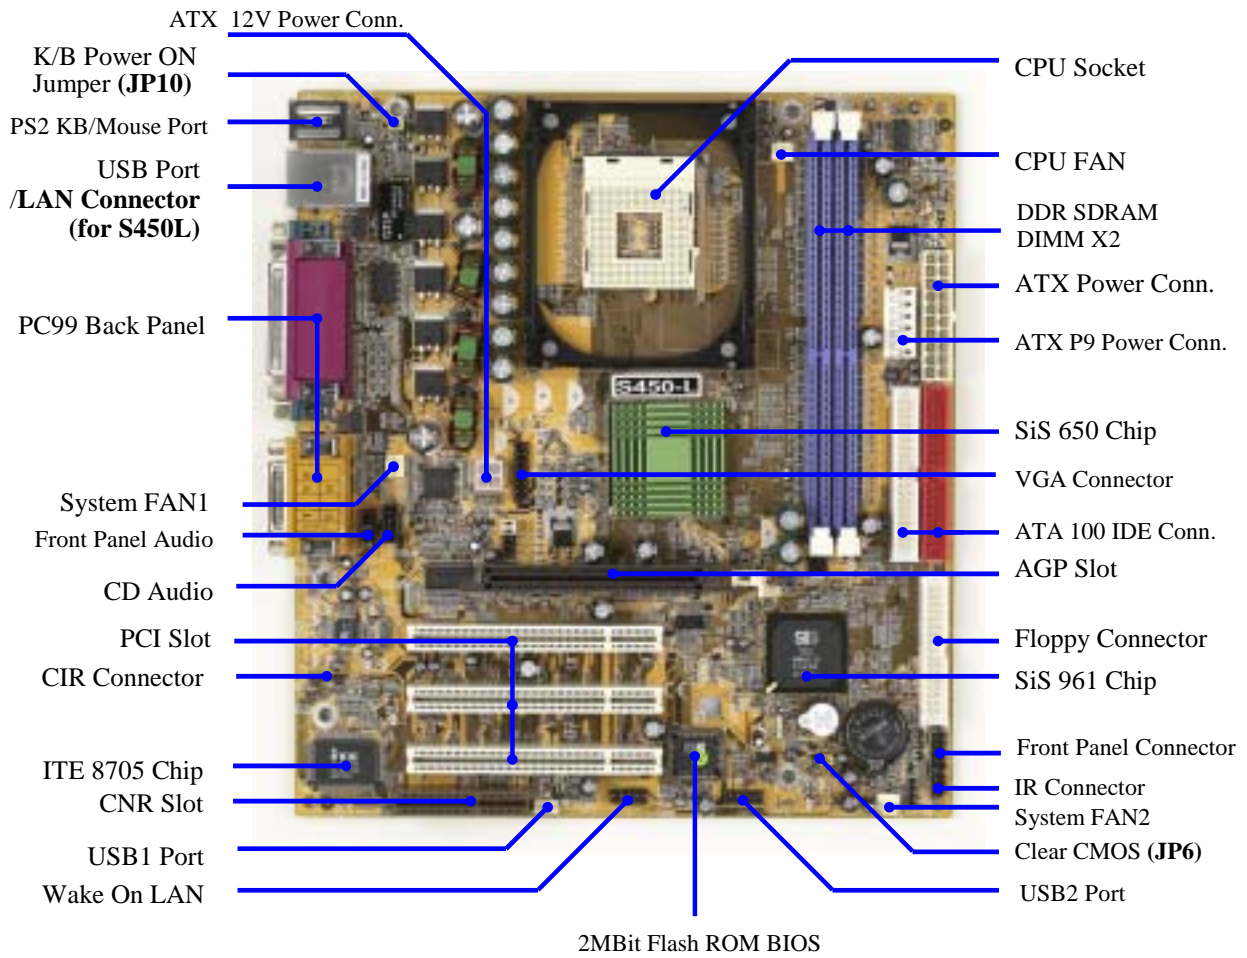 ATX 12V Power Conn.
K/B Power ON
Jumper (JP10)
PS2 KB/Mouse Port
USB Port
/LAN Connector
(for S450L)
PC99 Back Panel
System FAN1
Front Panel Audio
CD Audio
PCI Slot
CIR Connector
ITE 8705 Chip
CNR Slot
USB1 Port
Wake On LAN
S450-L
SiS
2MBit Flash ROM BIOS
CPU Socket
CPU FAN
DDR SDRAM
DIMM X2
ATX Power Conn.
ATX P9 Power Conn.
SiS 650 Chip
VGA Connector
ATA 100 IDE Conn.
AGP Slot
Floppy Connector
SiS 961 Chip
Front Panel Connector
IR Connector
System FAN2
Clear CMOS (JP6)
USB2 Port